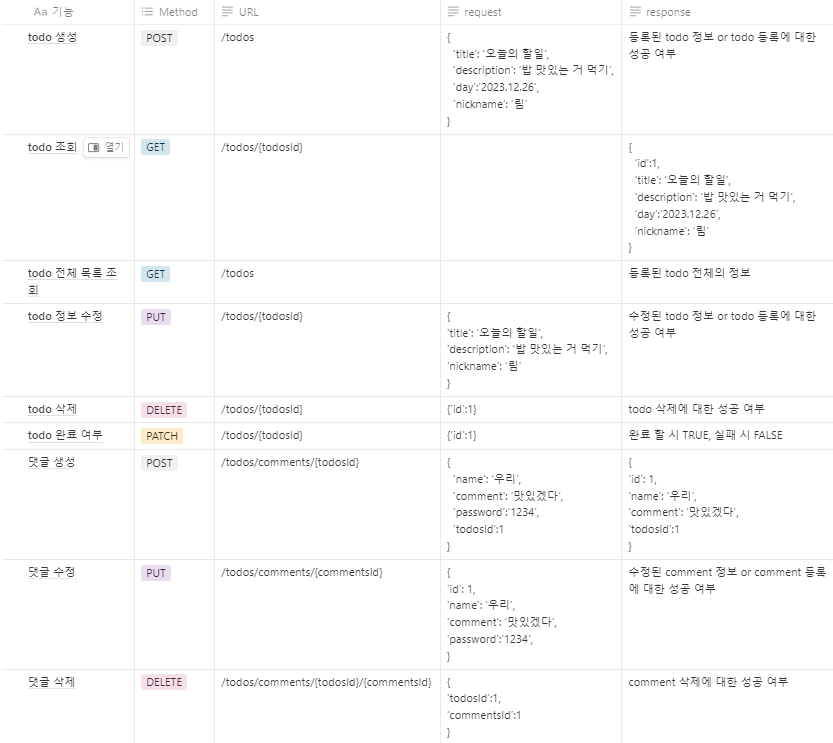 Aa 기능 Method URL request response
todo 생성 POST /todos { 등록된 todo 정보 or todo 등록에 대한
'title': '오늘의 할일', 성공 여부
'description': '밥 맛있는 거 먹기',
'day':'2023.12.26',
'nickname': '림'
}
todo 조회 열기 GET /todos/{todosId} {
'id':1,
'title': '오늘의 할일',
'description': '밥 맛있는 거 먹기',
'day':'2023.12.26',
'nickname': '림'
}
todo 전체 목록 조 GET /todos 등록된 todo 전체의 정보
회
todo 정보 수정 PUT /todos/{todosId} { 수정된 todo 정보 or todo 등록에 대한
'title': '오늘의 할일', 성공 여부
'description': '밥 맛있는 거 먹기',
'nickname': '림'
}
todo 삭제 DELETE /todos/{todosId} {'id':1} todo 삭제에 대한 성공 여부
todo 완료 여부 PATCH /todos/{todosId} {'id':1} 완료 할 시 TRUE, 실패 시 FALSE
댓글 생성 POST /todos/comments/{todosId} { {
'name': '우리', 'id': 1,
'comment': '맛있겠다', 'name': '우리',
'password':'1234', 'comment': '맛있겠다',
'todosId':1 'todosId':1
} }
댓글 수정 PUT /todos/comments/{commentsId} { 수정된 comment 정보 or comment 등록
'id': 1, 에 대한 성공 여부
'name': '우리',
'comment': '맛있겠다',
'password':'1234',
}
댓글 삭제 DELETE /todos/comments/{todosId}/{commentsId} { comment 삭제에 대한 성공 여부
'todosId':1,
'commentsId':1
}